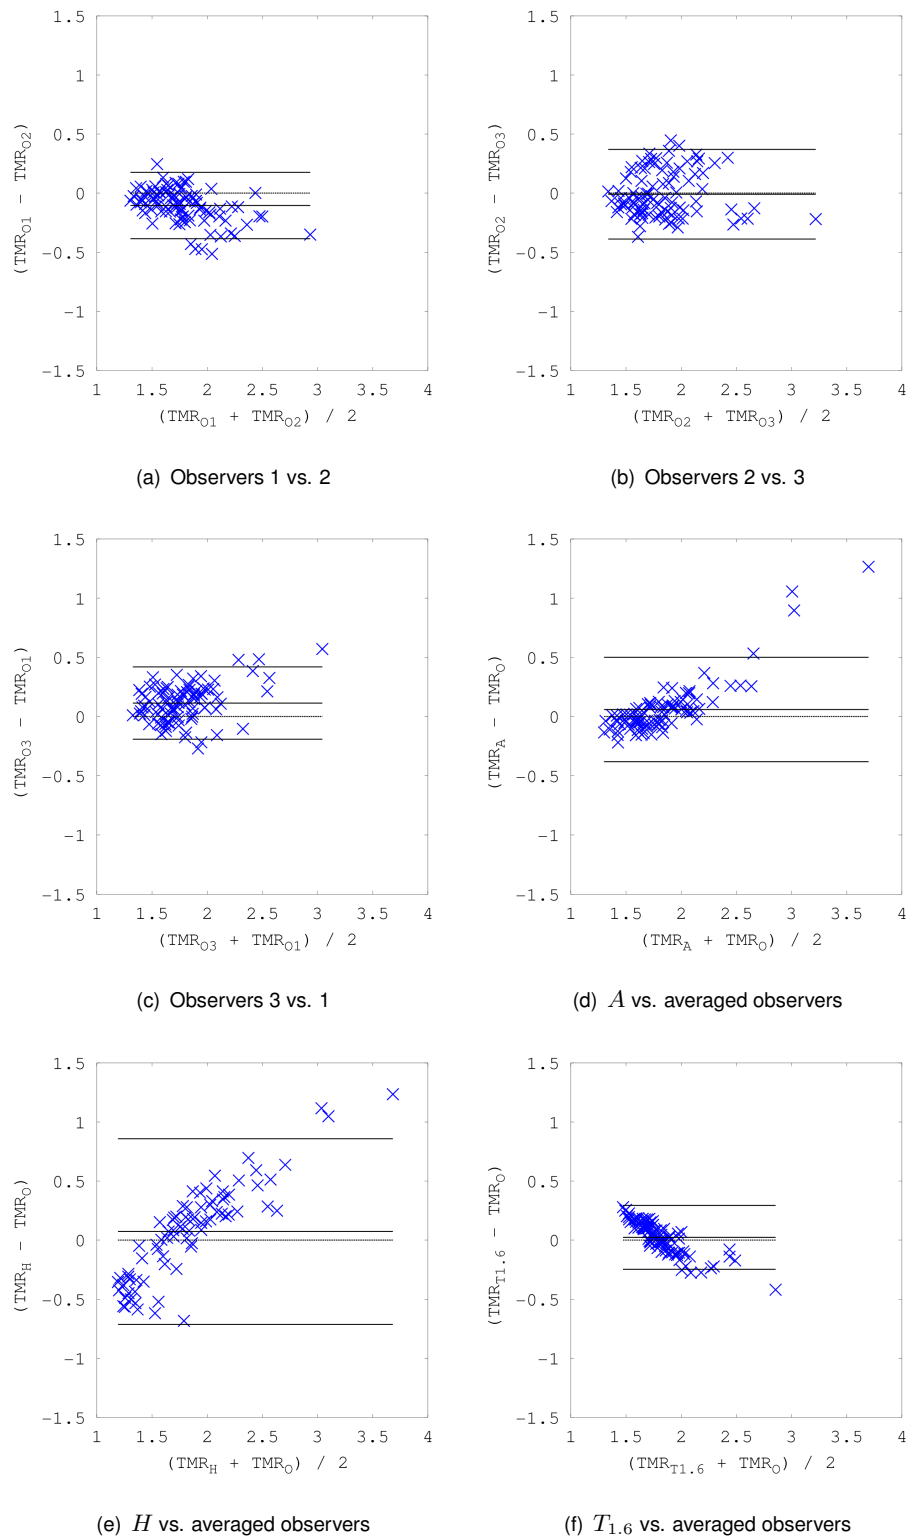 1.5
1
0.5
0
-0.5
-1
-1.5
1 1.5 2 2.5 3 3.5 4
(TMR_O1 - TMR_O2)
(TMR_O1 + TMR_O2) / 2
(a) Observers 1 vs. 2
1.5
1
0.5
0
-0.5
-1
-1.5
1 1.5 2 2.5 3 3.5 4
(TMR_O2 - TMR_O3)
(TMR_O2 + TMR_O3) / 2
(b) Observers 2 vs. 3
1.5
1
0.5
0
-0.5
-1
-1.5
1 1.5 2 2.5 3 3.5 4
(TMR_O3 - TMR_O1)
(TMR_O3 + TMR_O1) / 2
(c) Observers 3 vs. 1
1.5
1
0.5
0
-0.5
-1
-1.5
1 1.5 2 2.5 3 3.5 4
(TMR_A - TMR_O)
(TMR_A + TMR_O) / 2
(d) A vs. averaged observers
1.5
1
0.5
0
-0.5
-1
-1.5
1 1.5 2 2.5 3 3.5 4
(TMR_H - TMR_O)
(TMR_H + TMR_O) / 2
(e) H vs. averaged observers
1.5
1
0.5
0
-0.5
-1
-1.5
1 1.5 2 2.5 3 3.5 4
(TMR_T1.6 - TMR_O)
(TMR_T1.6 + TMR_O) / 2
(f) T_1.6 vs. averaged observers